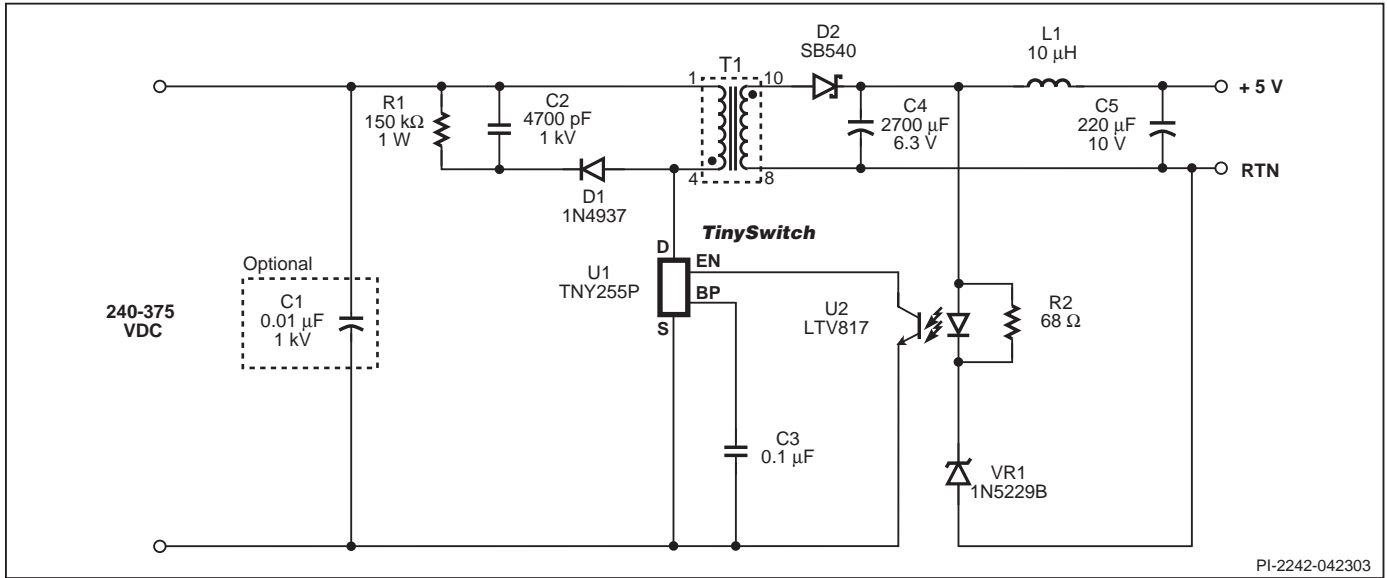 D2
SB540
L1
10 µH
T1
1
10
+ 5 V
R1
150 kΩ
1 W
C2
4700 pF
1 kV
C4
2700 µF
6.3 V
C5
220 µF
10 V
4
8
RTN
D1
1N4937
TinySwitch
D
EN
BP
S
U1
TNY255P
Optional
C1
0.01 µF
1 kV
240-375
VDC
U2
LTV817
R2
68 Ω
C3
0.1 µF
VR1
1N5229B
PI-2242-042303